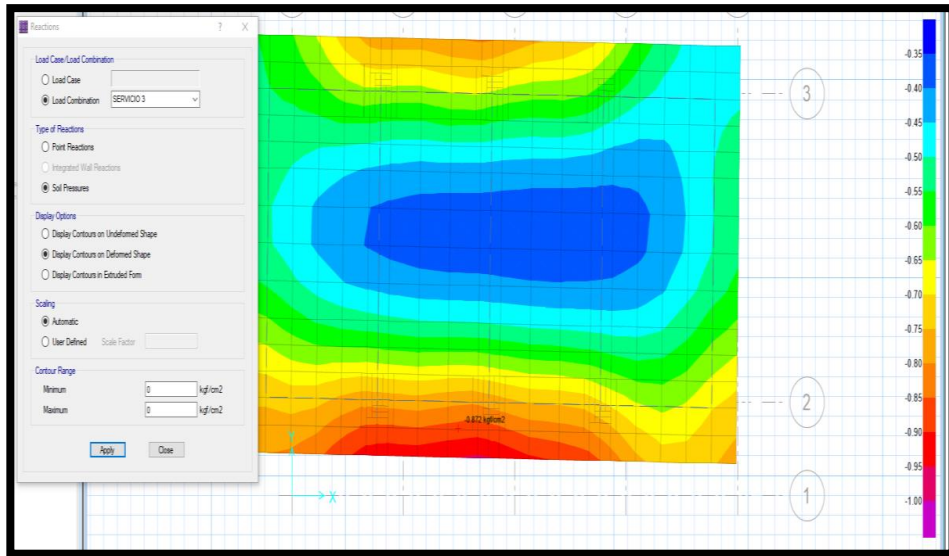 Reactions ? X
Load Case/Load Combination
Load Case
Load Combination SERVICIO 3
Type of Reactions
Point Reactions
Integrated Wall Reactions
Soil Pressures
Display Options
Display Contours on Undeformed Shape
Display Contours on Deformed Shape
Display Contours in Extruded Form
Scaling
Automatic
User Defined Scale Factor
Contour Range
Minimum 0 kgf/cm2
Maximum 0 kgf/cm2
Apply Close
3
2
1
-0.872 kgf/cm2
Y
X
-0.35
-0.40
-0.45
-0.50
-0.55
-0.60
-0.65
-0.70
-0.75
-0.80
-0.85
-0.90
-0.95
-1.00